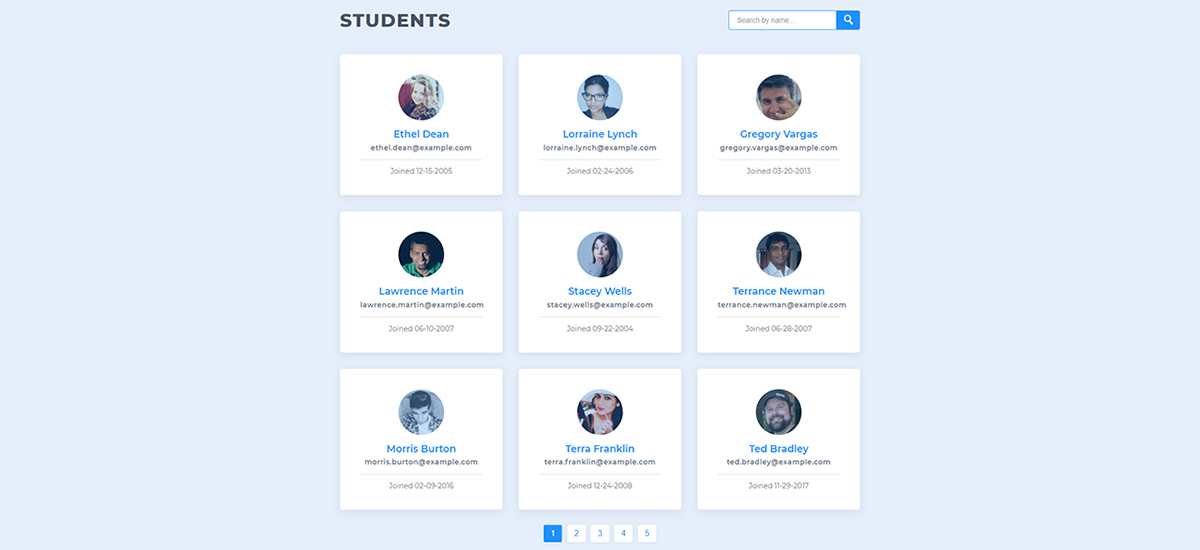 STUDENTS
Search by name...
Ethel Dean
ethel.dean@example.com
Joined 12-15-2005
Lorraine Lynch
lorraine.lynch@example.com
Joined 02-24-2006
Gregory Vargas
gregory.vargas@example.com
Joined 03-20-2013
Lawrence Martin
lawrence.martin@example.com
Joined 06-10-2007
Stacey Wells
stacey.wells@example.com
Joined 09-22-2004
Terrance Newman
terrance.newman@example.com
Joined 06-28-2007
Morris Burton
morris.burton@example.com
Joined 02-09-2016
Terra Franklin
terra.franklin@example.com
Joined 12-24-2008
Ted Bradley
ted.bradley@example.com
Joined 11-29-2017
1 2 3 4 5